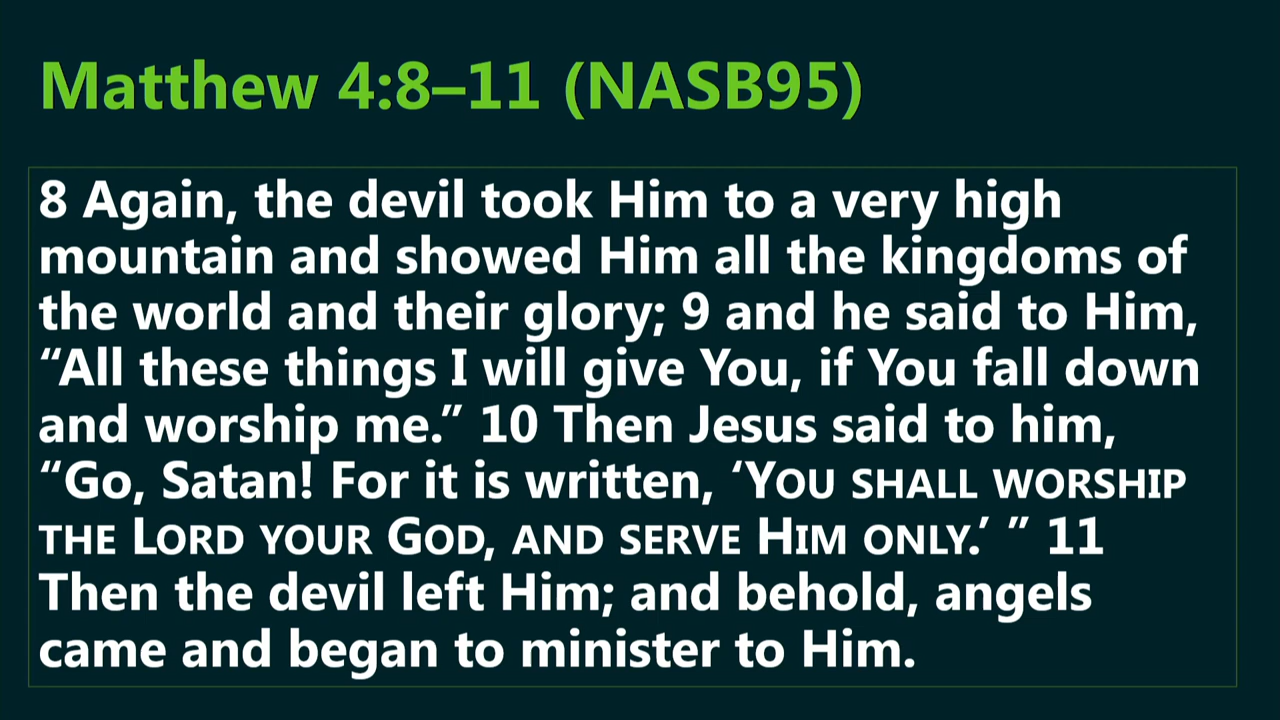 Matthew 4:8–11 (NASB95)
8 Again, the devil took Him to a very high
mountain and showed Him all the kingdoms of
the world and their glory; 9 and he said to Him,
“All these things I will give You, if You fall down
and worship me.” 10 Then Jesus said to him,
“Go, Satan! For it is written, ‘YOU SHALL WORSHIP
THE LORD YOUR GOD, AND SERVE HIM ONLY.’ ” 11
Then the devil left Him; and behold, angels
came and began to minister to Him.